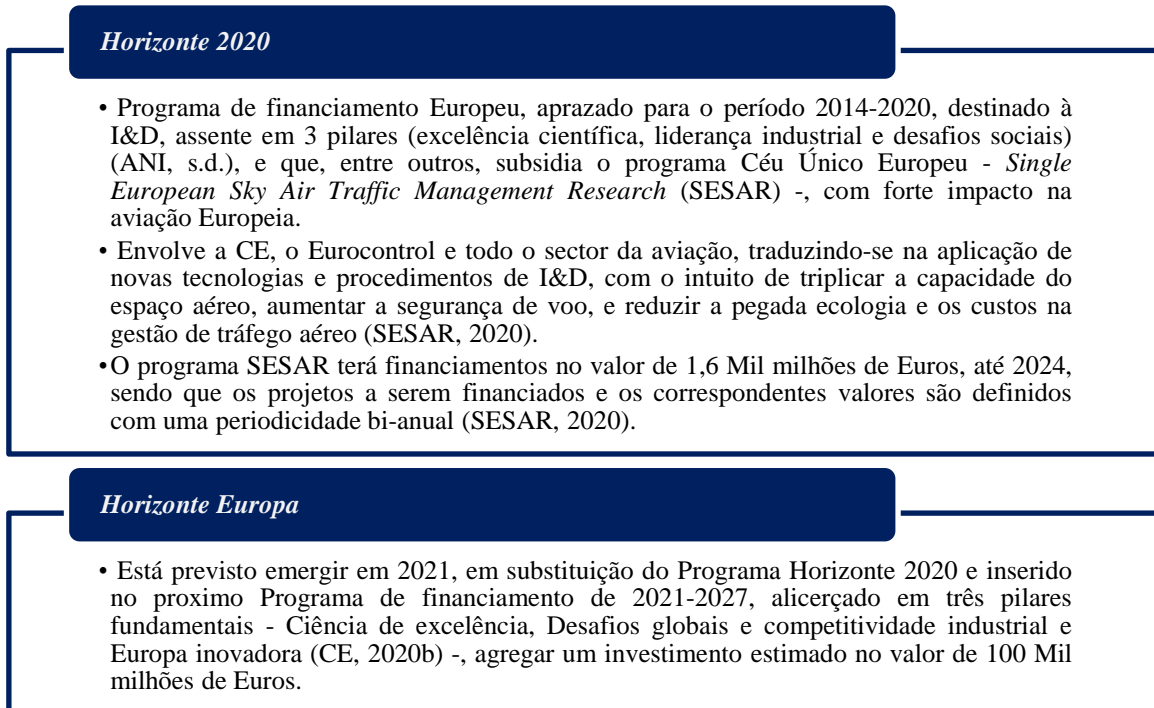 Horizonte 2020
• Programa de financiamento Europeu, aprazado para o período 2014-2020, destinado à
I&D, assente em 3 pilares (excelência científica, liderança industrial e desafios sociais)
(ANI, s.d.), e que, entre outros, subsidia o programa Céu Único Europeu - Single
European Sky Air Traffic Management Research (SESAR) -, com forte impacto na
aviação Europeia.
• Envolve a CE, o Eurocontrol e todo o sector da aviação, traduzindo-se na aplicação de
novas tecnologias e procedimentos de I&D, com o intuito de triplicar a capacidade do
espaço aéreo, aumentar a segurança de voo, e reduzir a pegada ecologia e os custos na
gestão de tráfego aéreo (SESAR, 2020).
•O programa SESAR terá financiamentos no valor de 1,6 Mil milhões de Euros, até 2024,
sendo que os projetos a serem financiados e os correspondentes valores são definidos
com uma periodicidade bi-anual (SESAR, 2020).
Horizonte Europa
• Está previsto emergir em 2021, em substituição do Programa Horizonte 2020 e inserido
no proximo Programa de financiamento de 2021-2027, alicerçado em três pilares
fundamentais - Ciência de excelência, Desafios globais e competitividade industrial e
Europa inovadora (CE, 2020b) -, agregar um investimento estimado no valor de 100 Mil
milhões de Euros.